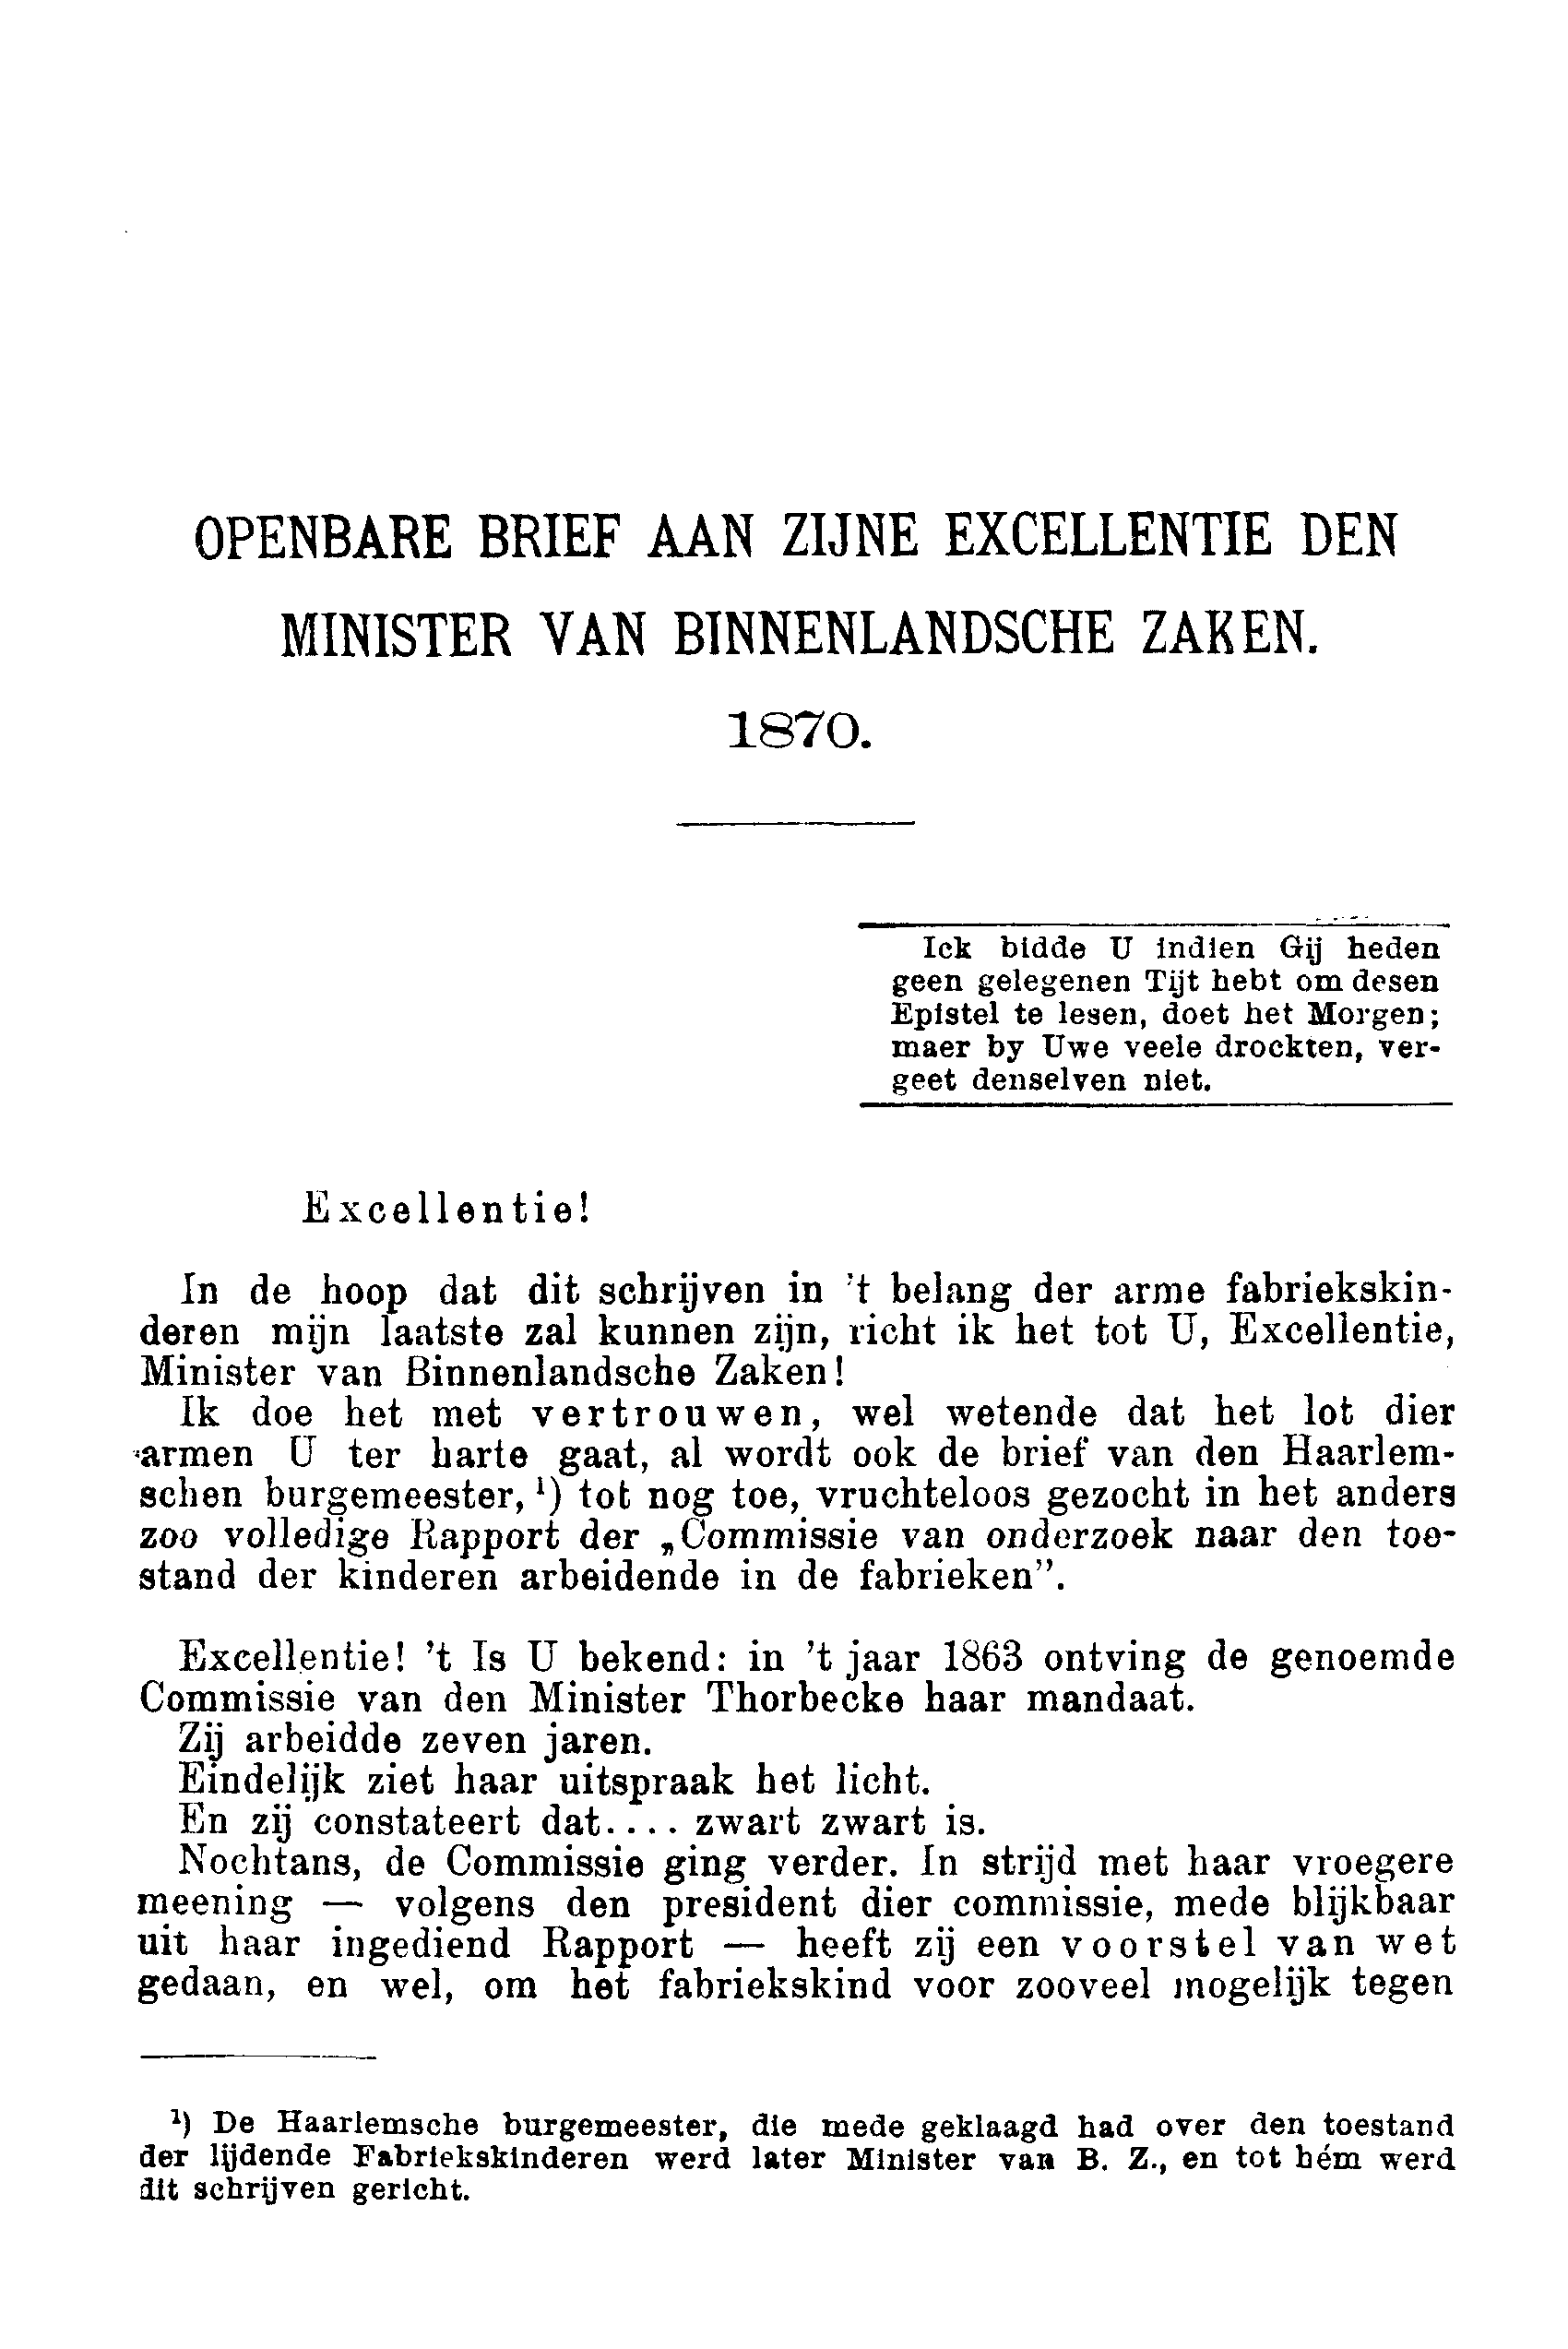 OPENBARE BRIEF AAN ZIJNE EXCELLENTIE DEN
MINISTER VAN BINNENLANDSCHE ZAKEN.
1870.
Ick bidde U indien Gij heden
geen gelegenen Tijt hebt om desen
Epistel te lesen, doet het Morgen;
maer by Uwe veele drockten, ver-
geet denselven niet.
Excellentie!
In de hoop dat dit schrijven in 't belang der arme fabriekskin-
deren mijn laatste zal kunnen zijn, richt ik het tot U, Excellentie,
Minister van Binnenlandsche Zaken!
Ik doe het met vertrouwen, wel wetende dat het lot dier
armen U ter harte gaat, al wordt ook de brief van den Haarlem-
schen burgemeester, ¹) tot nog toe, vruchteloos gezocht in het anders
zoo volledige Rapport der „Commissie van onderzoek naar den toe-
stand der kinderen arbeidende in de fabrieken”.
Excellentie! 't Is U bekend: in 't jaar 1863 ontving de genoemde
Commissie van den Minister Thorbecke haar mandaat.
Zij arbeidde zeven jaren.
Eindelijk ziet haar uitspraak het licht.
En zij constateert dat.... zwart zwart is.
Nochtans, de Commissie ging verder. In strijd met haar vroegere
meening — volgens den president dier commissie, mede blijkbaar
uit haar ingediend Rapport — heeft zij een voorstel van wet
gedaan, en wel, om het fabriekskind voor zooveel mogelijk tegen
¹) De Haarlemsche burgemeester, die mede geklaagd had over den toestand
der lijdende Fabriekskinderen werd later Minister van B. Z., en tot hém werd
dit schrijven gericht.